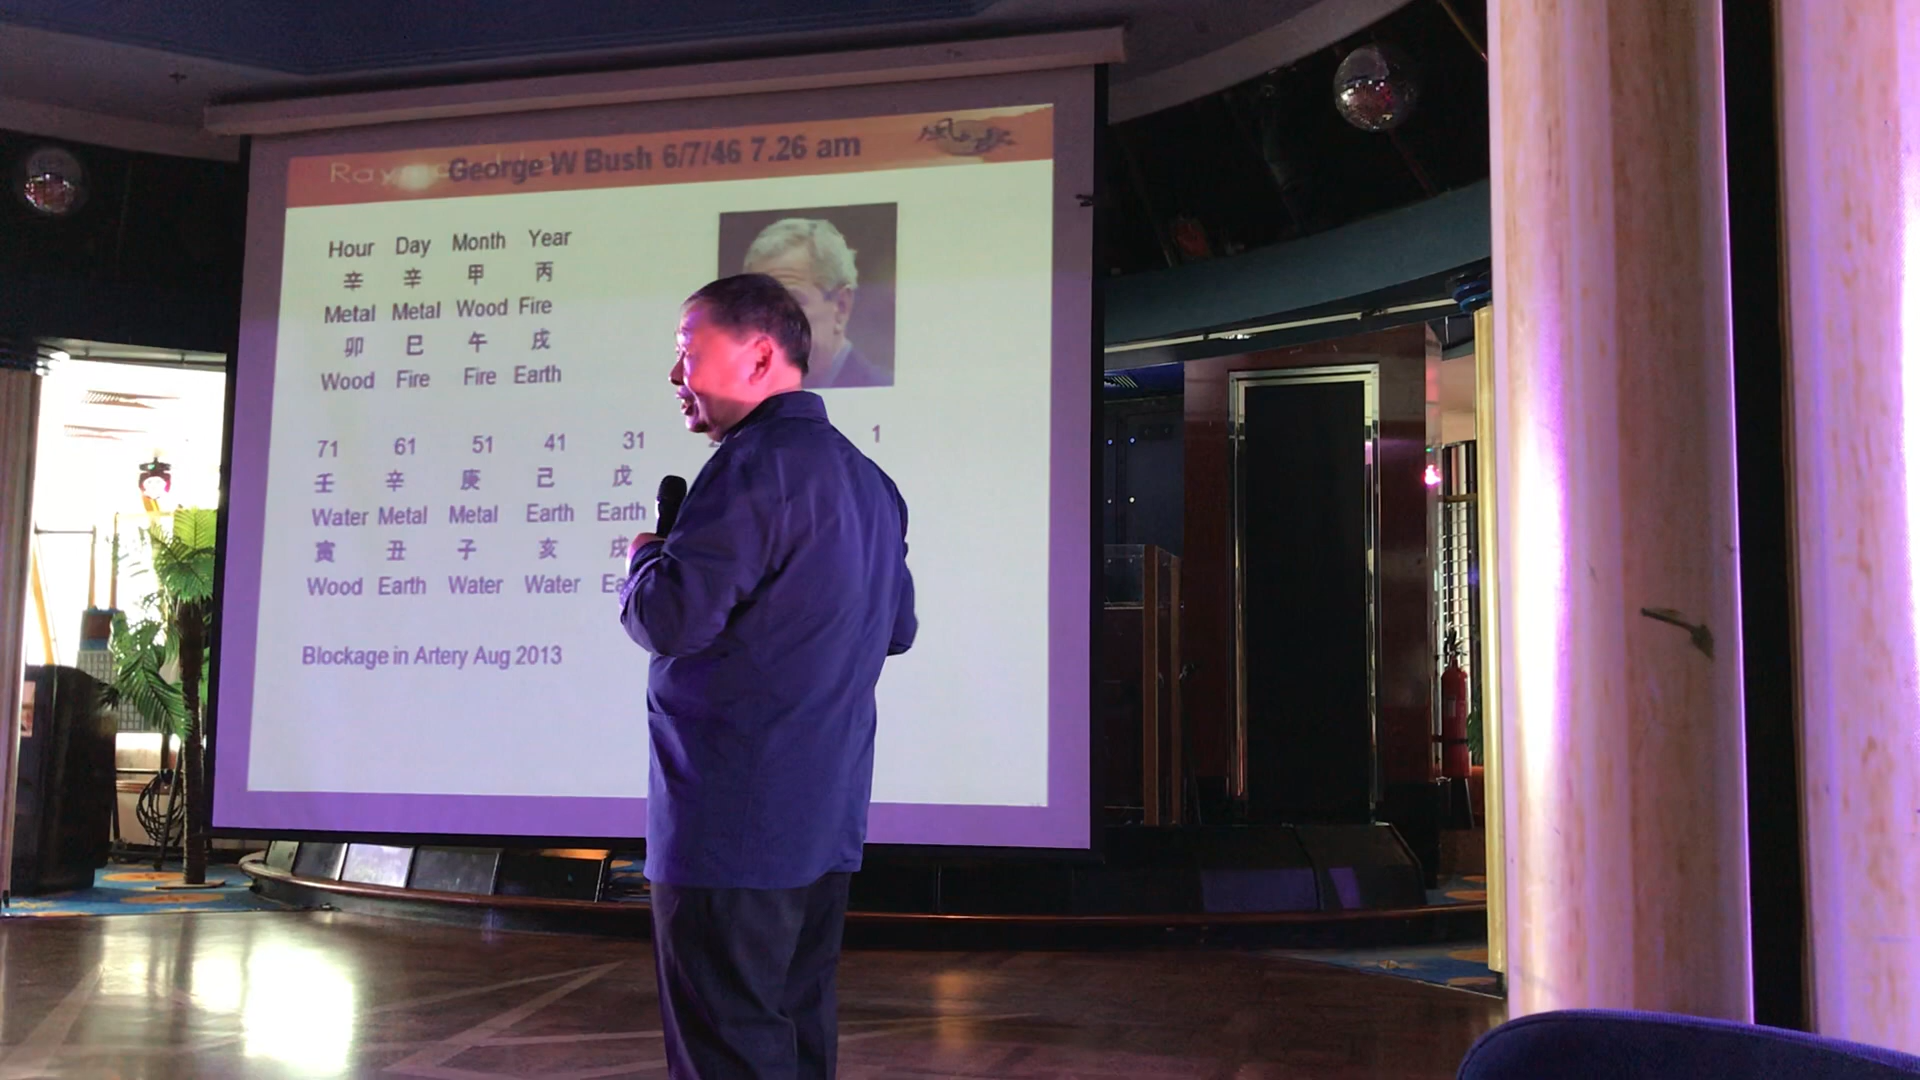 George W Bush 6/7/46 7.26 am
Hour Day Month Year
辛 辛 甲 丙
Metal Metal Wood Fire
卯 巳 午 戌
Wood Fire Fire Earth
71 61 51 41 31 1
壬 辛 庚 己 戊
Water Metal Metal Earth Earth
寅 丑 子 亥 戌
Wood Earth Water Water
Blockage in Artery Aug 2013